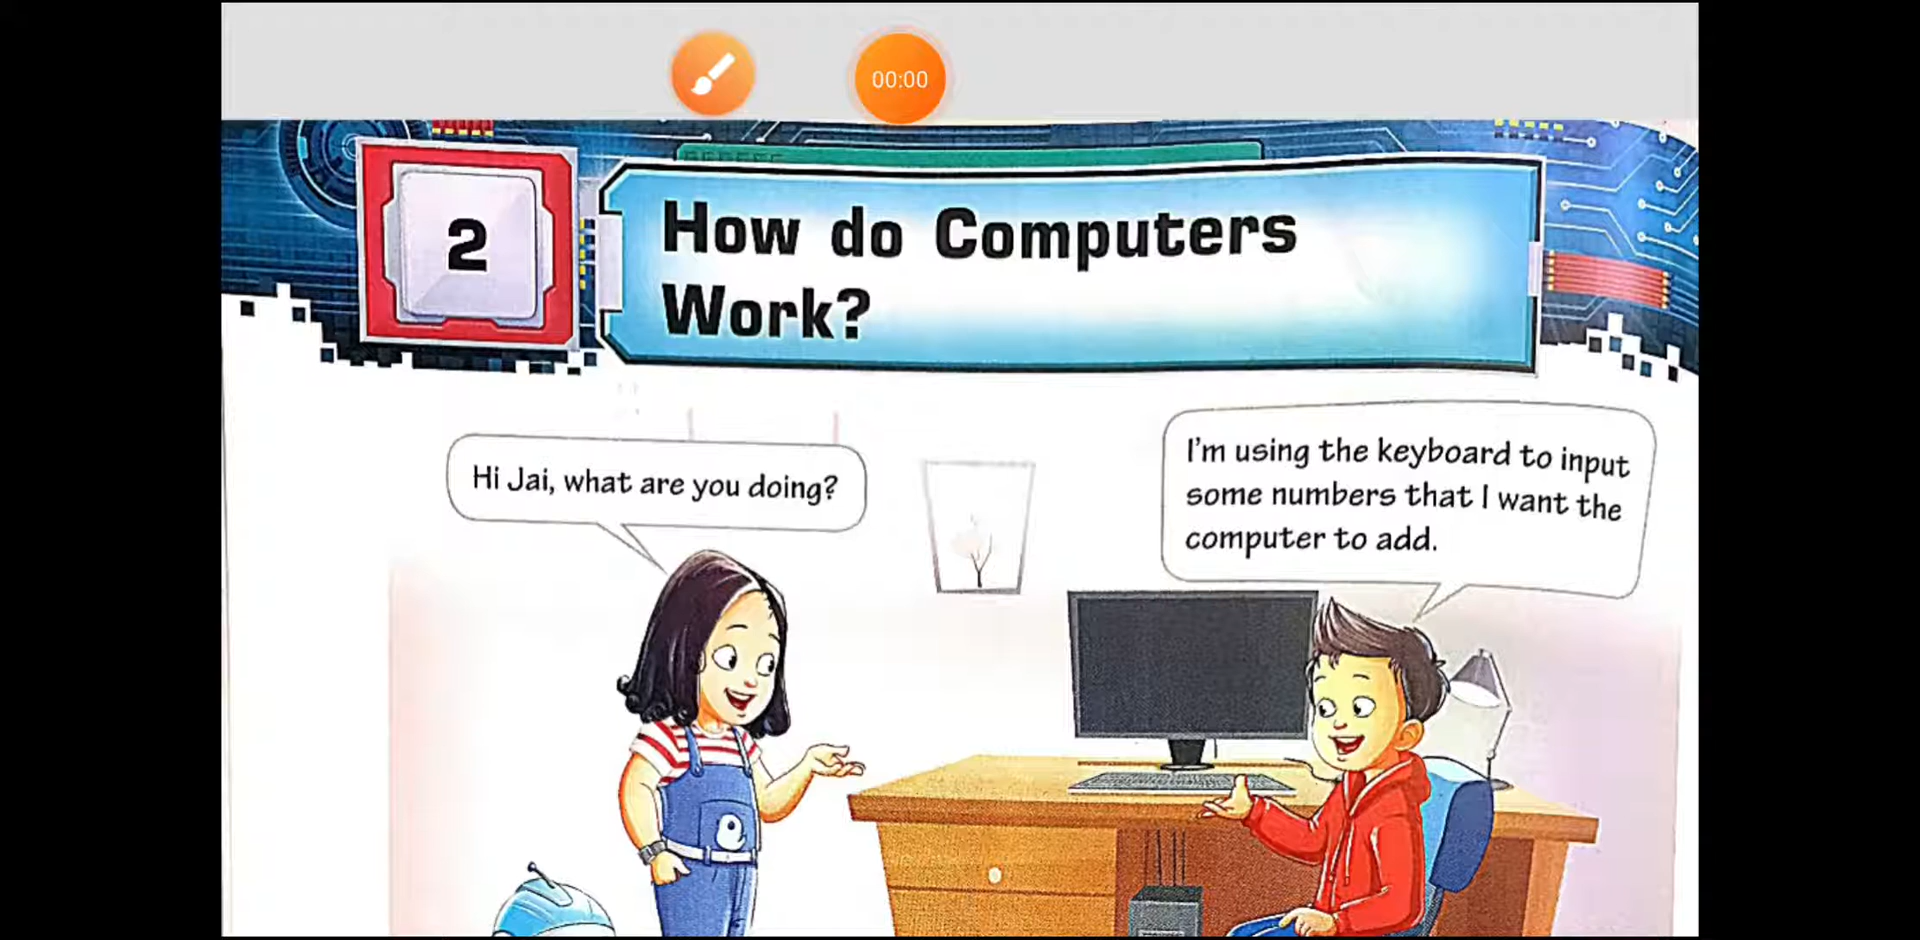 00:00
2
How do Computers
Work?
Hi Jai, what are you doing?
I'm using the keyboard to input
some numbers that I want the
computer to add.